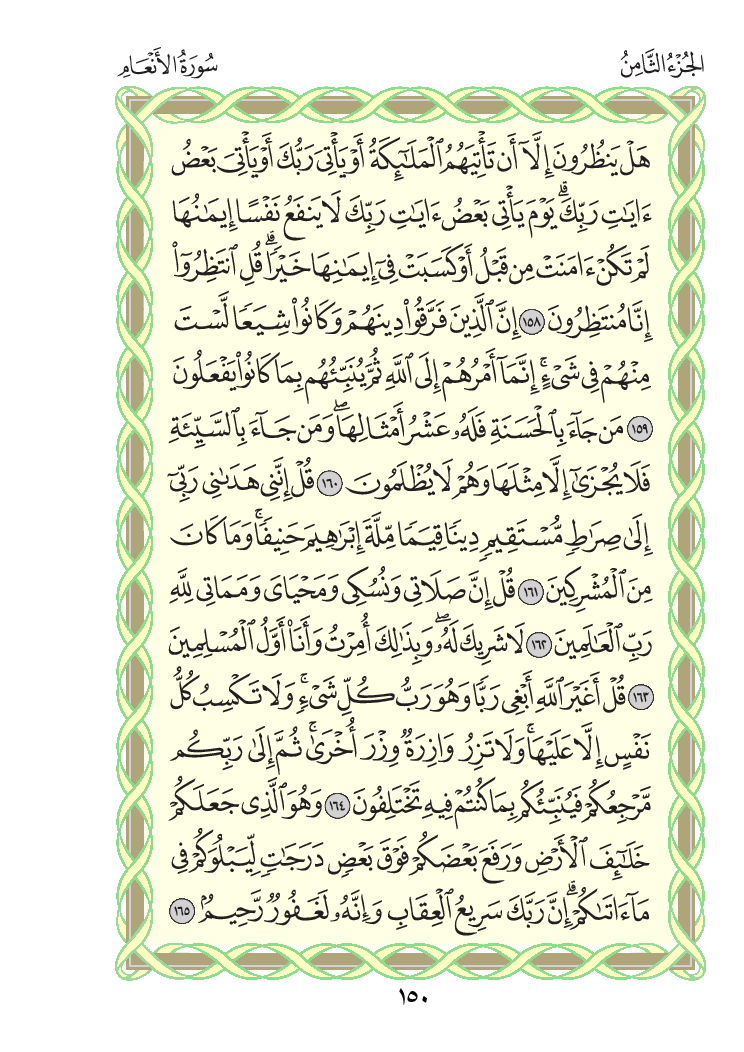 الجُزْءُ الثَّامِنُ
سُورَةُ الأَنْعَامِ
هَلْ يَنظُرُونَ إِلَّآ أَن تَأْتِيَهُمُ ٱلْمَلَٰٓئِكَةُ أَوْ يَأْتِىَ رَبُّكَ أَوْ يَأْتِىَ بَعْضُ
ءَايَٰتِ رَبِّكَۗ يَوْمَ يَأْتِى بَعْضُ ءَايَٰتِ رَبِّكَ لَا يَنفَعُ نَفْسًا إِيمَٰنُهَا
لَمْ تَكُنْ ءَامَنَتْ مِن قَبْلُ أَوْ كَسَبَتْ فِىٓ إِيمَٰنِهَا خَيْرًاۗ قُلِ ٱنتَظِرُوٓا۟
إِنَّا مُنتَظِرُونَ ١٥٨ إِنَّ ٱلَّذِينَ فَرَّقُوا۟ دِينَهُمْ وَكَانُوا۟ شِيَعًا لَّسْتَ
مِنْهُمْ فِى شَىْءٍۚ إِنَّمَآ أَمْرُهُمْ إِلَى ٱللَّهِ ثُمَّ يُنَبِّئُهُم بِمَا كَانُوا۟ يَفْعَلُونَ
١٥٩ مَن جَآءَ بِٱلْحَسَنَةِ فَلَهُۥ عَشْرُ أَمْثَالِهَاۖ وَمَن جَآءَ بِٱلسَّيِّئَةِ
فَلَا يُجْزَىٰٓ إِلَّا مِثْلَهَا وَهُمْ لَا يُظْلَمُونَ ١٦٠ قُلْ إِنَّنِى هَدَىٰنِى رَبِّىٓ
إِلَىٰ صِرَٰطٍ مُّسْتَقِيمٍ دِينًا قِيَمًا مِّلَّةَ إِبْرَٰهِيمَ حَنِيفًاۚ وَمَا كَانَ
مِنَ ٱلْمُشْرِكِينَ ١٦١ قُلْ إِنَّ صَلَاتِى وَنُسُكِى وَمَحْيَاىَ وَمَمَاتِى لِلَّهِ
رَبِّ ٱلْعَٰلَمِينَ ١٦٢ لَا شَرِيكَ لَهُۥۖ وَبِذَٰلِكَ أُمِرْتُ وَأَنَا۠ أَوَّلُ ٱلْمُسْلِمِينَ
١٦٣ قُلْ أَغَيْرَ ٱللَّهِ أَبْغِى رَبًّا وَهُوَ رَبُّ كُلِّ شَىْءٍۚ وَلَا تَكْسِبُ كُلُّ
نَفْسٍ إِلَّا عَلَيْهَاۚ وَلَا تَزِرُ وَازِرَةٌ وِزْرَ أُخْرَىٰۚ ثُمَّ إِلَىٰ رَبِّكُم
مَّرْجِعُكُمْ فَيُنَبِّئُكُم بِمَا كُنتُمْ فِيهِ تَخْتَلِفُونَ ١٦٤ وَهُوَ ٱلَّذِى جَعَلَكُمْ
خَلَٰٓئِفَ ٱلْأَرْضِ وَرَفَعَ بَعْضَكُمْ فَوْقَ بَعْضٍ دَرَجَٰتٍ لِّيَبْلُوَكُمْ فِى
مَآ ءَاتَىٰكُمْۗ إِنَّ رَبَّكَ سَرِيعُ ٱلْعِقَابِ وَإِنَّهُۥ لَغَفُورٌ رَّحِيمٌۢ ١٦٥
١٥٠